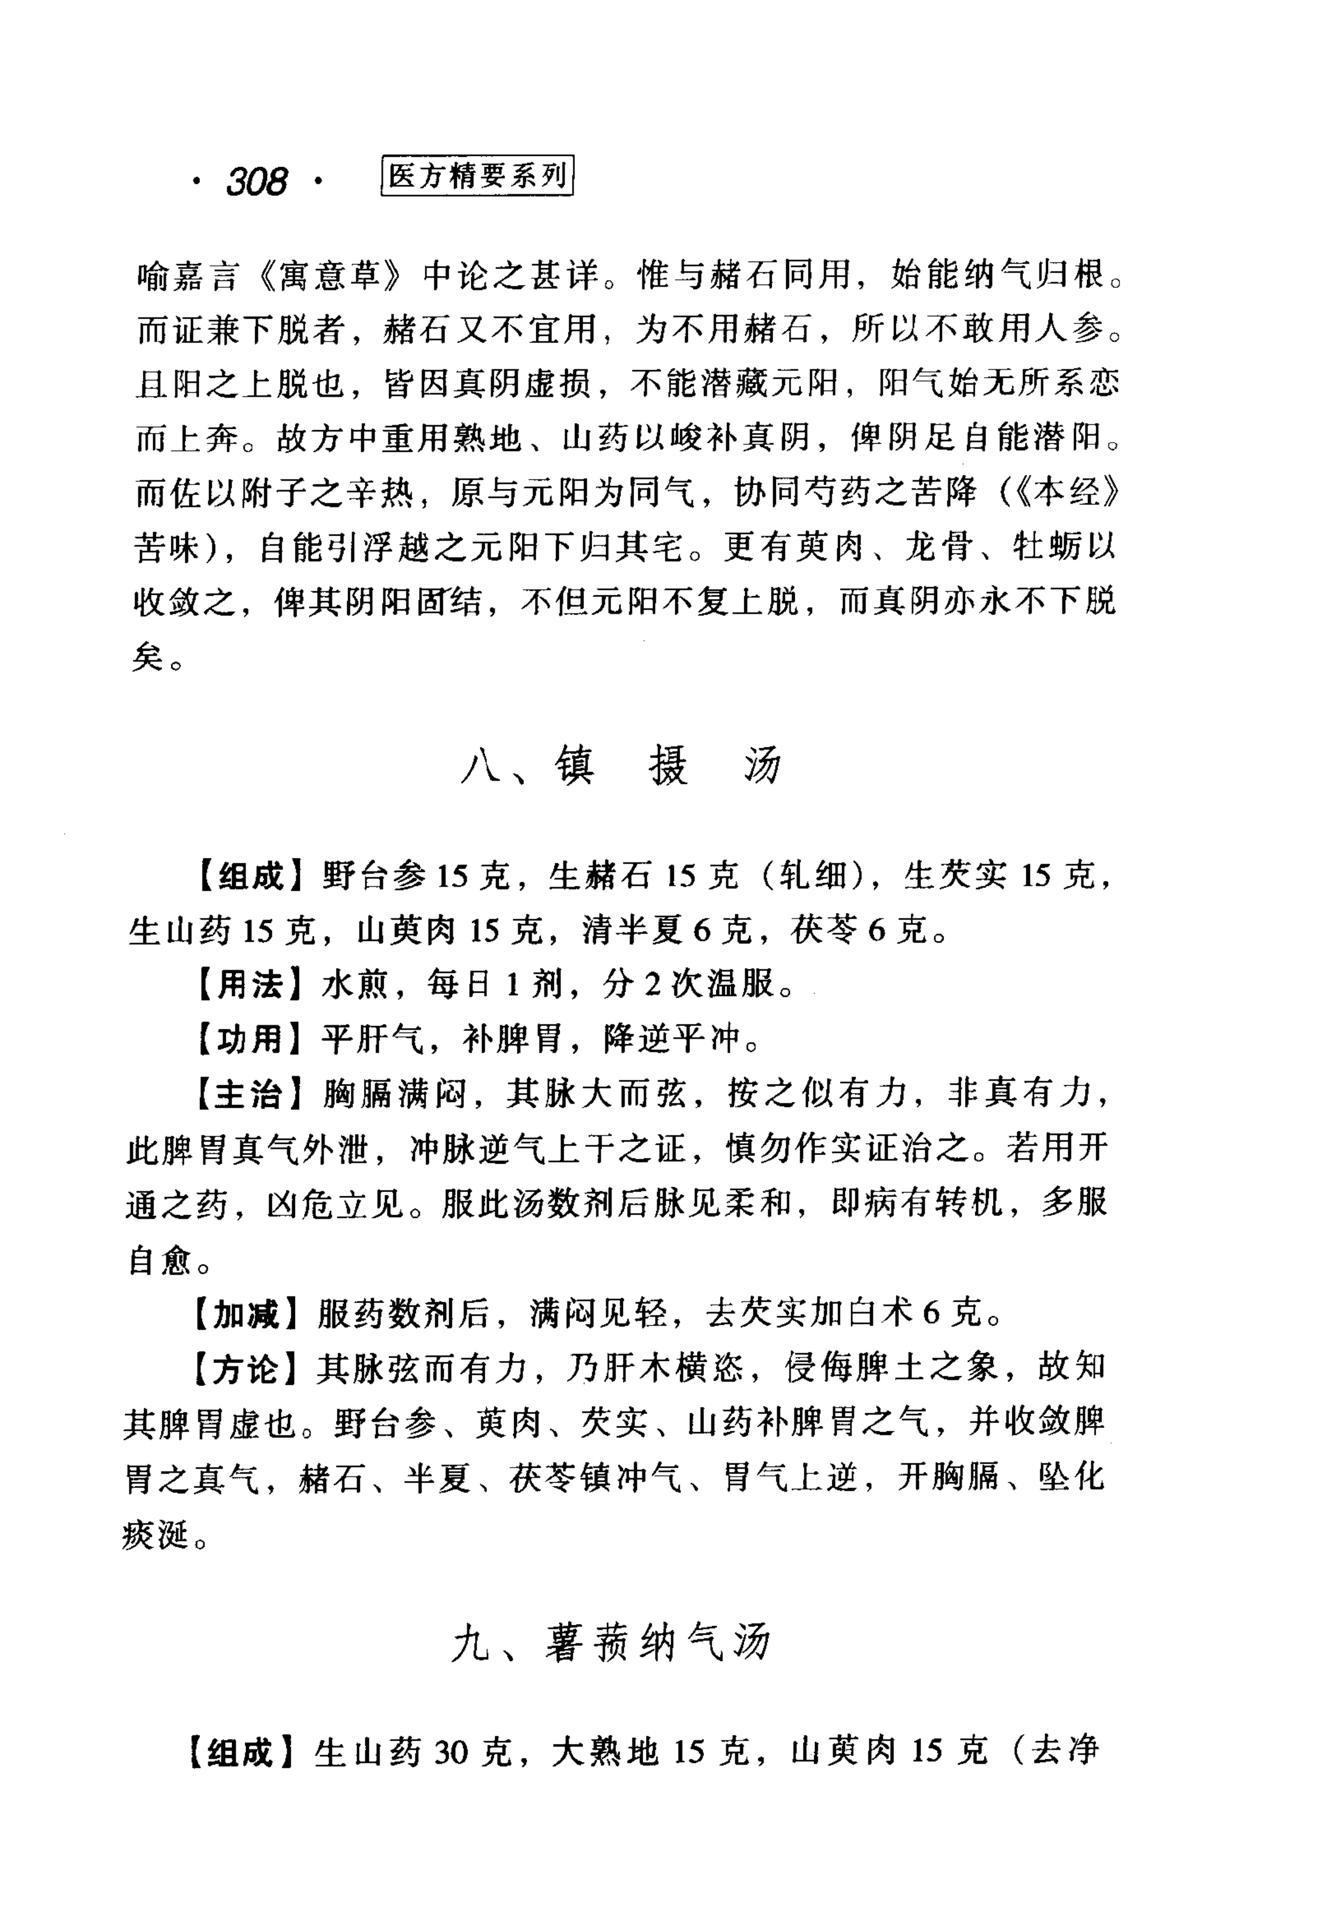 ·308· 医方精要系列
喻嘉言《寓意草》中论之甚详。惟与赭石同用，始能纳气归根。
而证兼下脱者，赭石又不宜用，为不用赭石，所以不敢用人参。
且阳之上脱也，皆因真阴虚损，不能潜藏元阳，阳气始无所系恋
而上奔。故方中重用熟地、山药以峻补真阴，俾阴足自能潜阳。
而佐以附子之辛热，原与元阳为同气，协同芍药之苦降（《本经》
苦味），自能引浮越之元阳下归其宅。更有萸肉、龙骨、牡蛎以
收敛之，俾其阴阳固结，不但元阳不复上脱，而真阴亦永不下脱
矣。
八、镇 摄 汤
【组成】野台参 15 克，生赭石 15 克（轧细），生芡实 15 克，
生山药 15 克，山萸肉 15 克，清半夏 6 克，茯苓 6 克。
【用法】水煎，每日 1 剂，分 2 次温服。
【功用】平肝气，补脾胃，降逆平冲。
【主治】胸膈满闷，其脉大而弦，按之似有力，非真有力，
此脾胃真气外泄，冲脉逆气上干之证，慎勿作实证治之。若用开
通之药，凶危立见。服此汤数剂后脉见柔和，即病有转机，多服
自愈。
【加减】服药数剂后，满闷见轻，去芡实加白术 6 克。
【方论】其脉弦而有力，乃肝木横恣，侵侮脾土之象，故知
其脾胃虚也。野台参、萸肉、芡实、山药补脾胃之气，并收敛脾
胃之真气，赭石、半夏、茯苓镇冲气、胃气上逆，开胸膈、坠化
痰涎。
九、薯蓣纳气汤
【组成】生山药 30 克，大熟地 15 克，山萸肉 15 克（去净